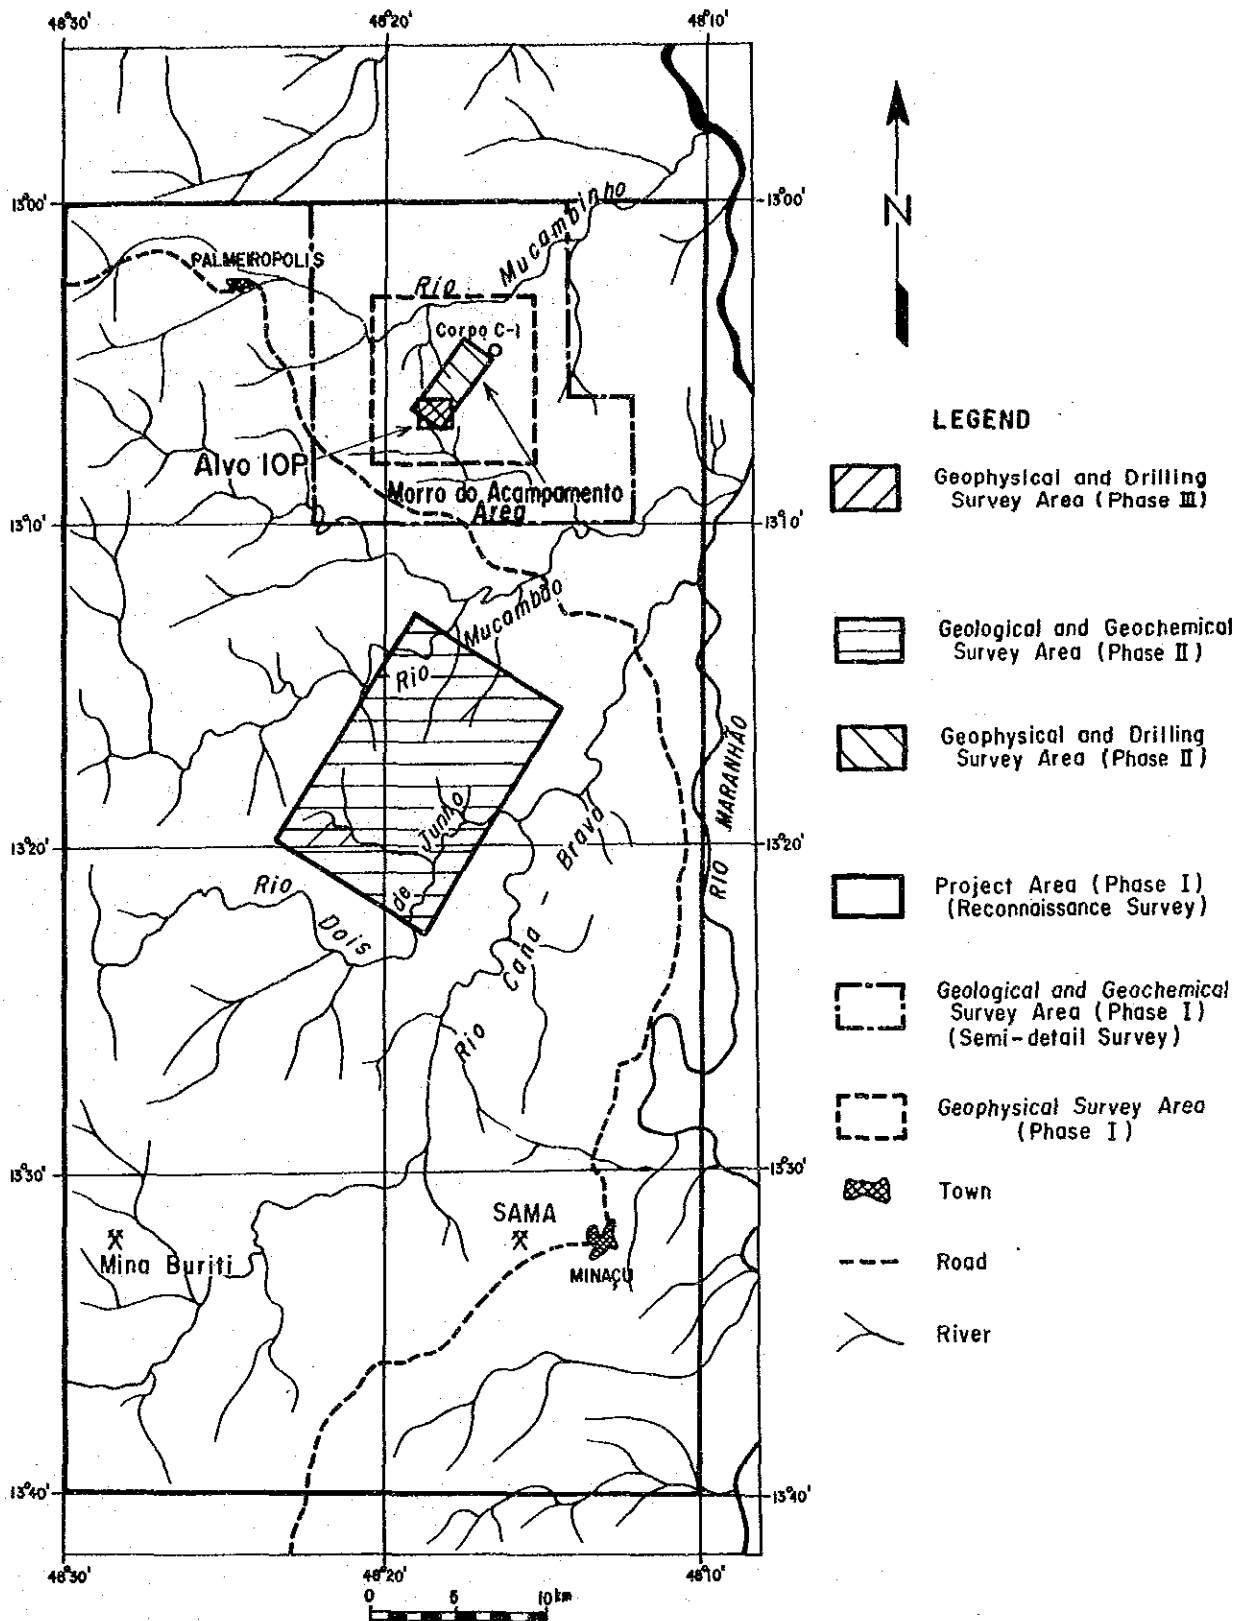 48°30' 48°20' 48°10'
13°00' 13°00'
N
Rio Mucambinho
PALMEIROPOLIS
Corpo C-1
Alvo IOP
Morro do Acampamento
Area
13°10' 13°10'
Rio Mucambão
RIO MARANHÃO
13°20' 13°20'
Rio Dois de Junho
Rio Cana - Brava
13°30' 13°30'
SAMA
Mina Buriti
MINAÇU
13°40' 13°40'
48°30' 48°20' 48°10'
0 5 10km
LEGEND
Geophysical and Drilling
Survey Area (Phase III)
Geological and Geochemical
Survey Area (Phase II)
Geophysical and Drilling
Survey Area (Phase II)
Project Area (Phase I)
(Reconnaissance Survey)
Geological and Geochemical
Survey Area (Phase I)
(Semi-detail Survey)
Geophysical Survey Area
(Phase I)
Town
Road
River